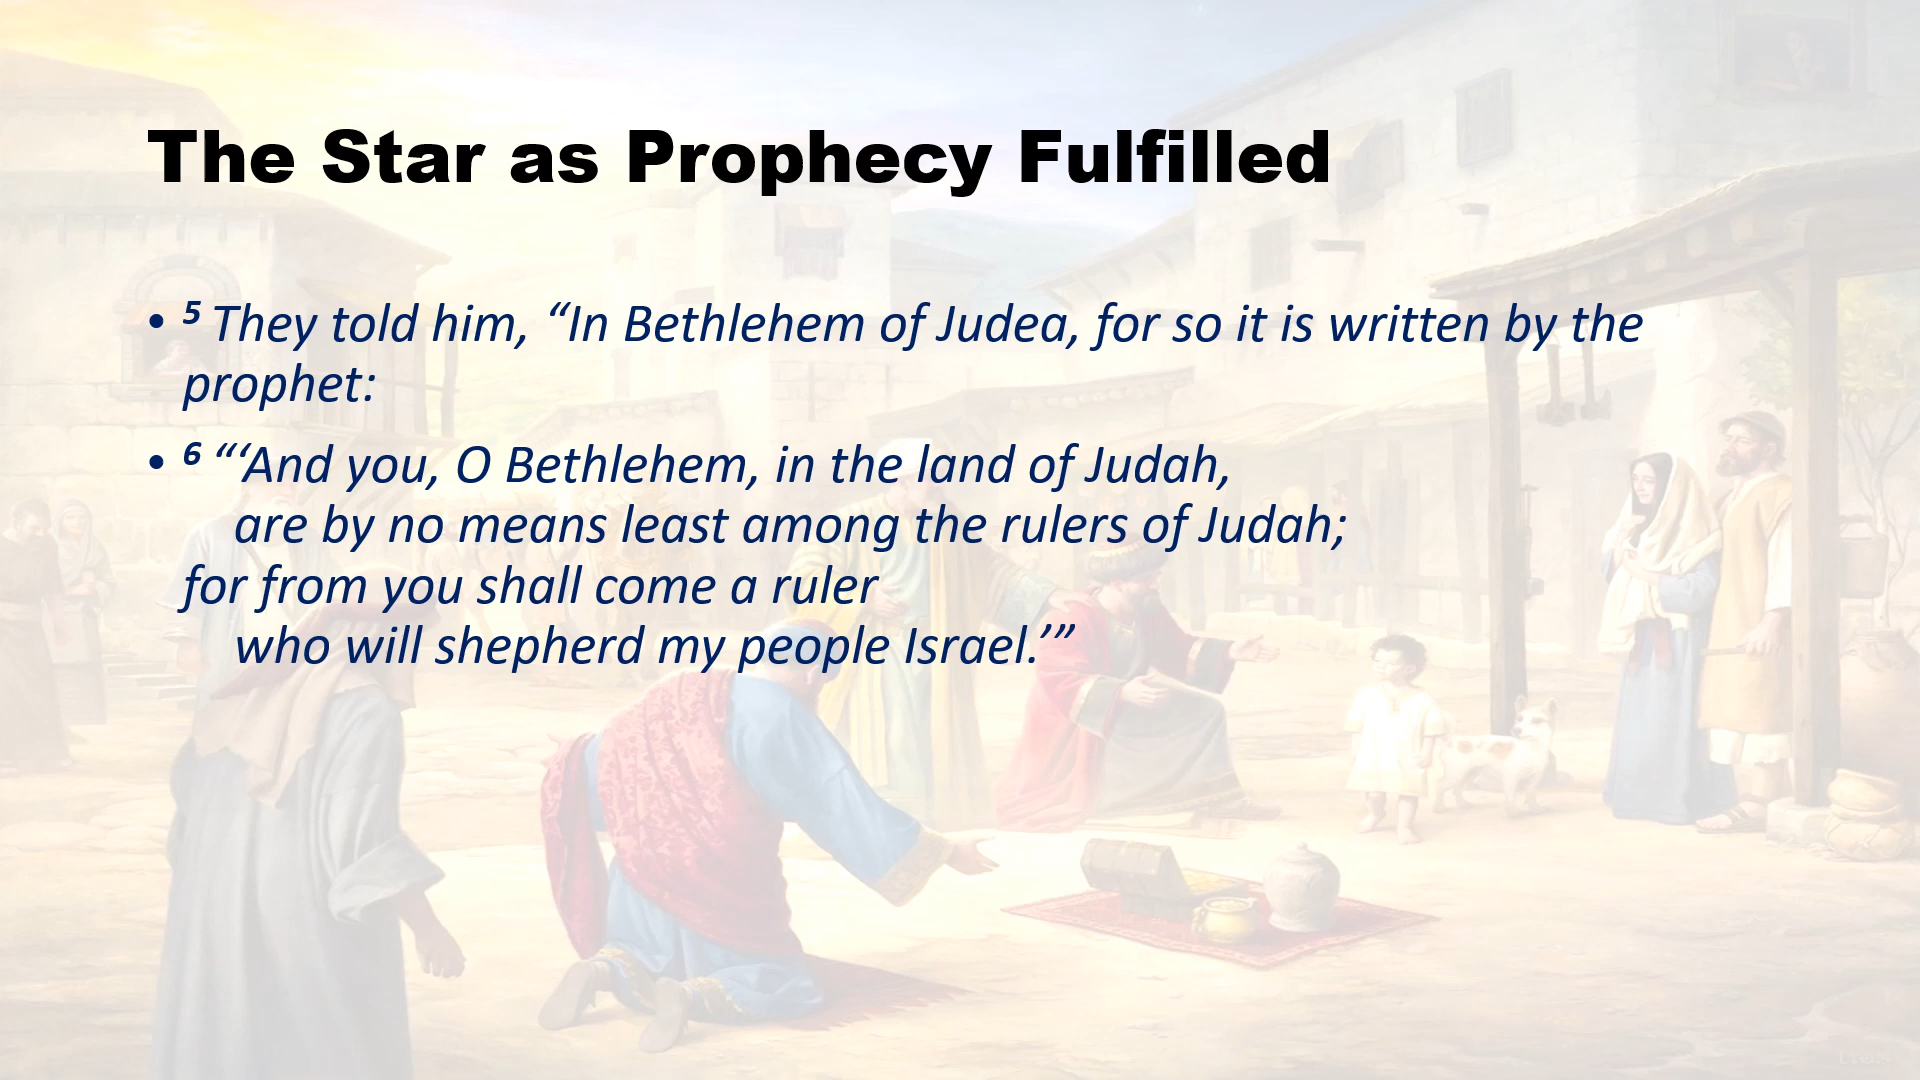 The Star as Prophecy Fulfilled
• ⁵ They told him, “In Bethlehem of Judea, for so it is written by the
prophet:
• ⁶ “‘And you, O Bethlehem, in the land of Judah,
are by no means least among the rulers of Judah;
for from you shall come a ruler
who will shepherd my people Israel.’”